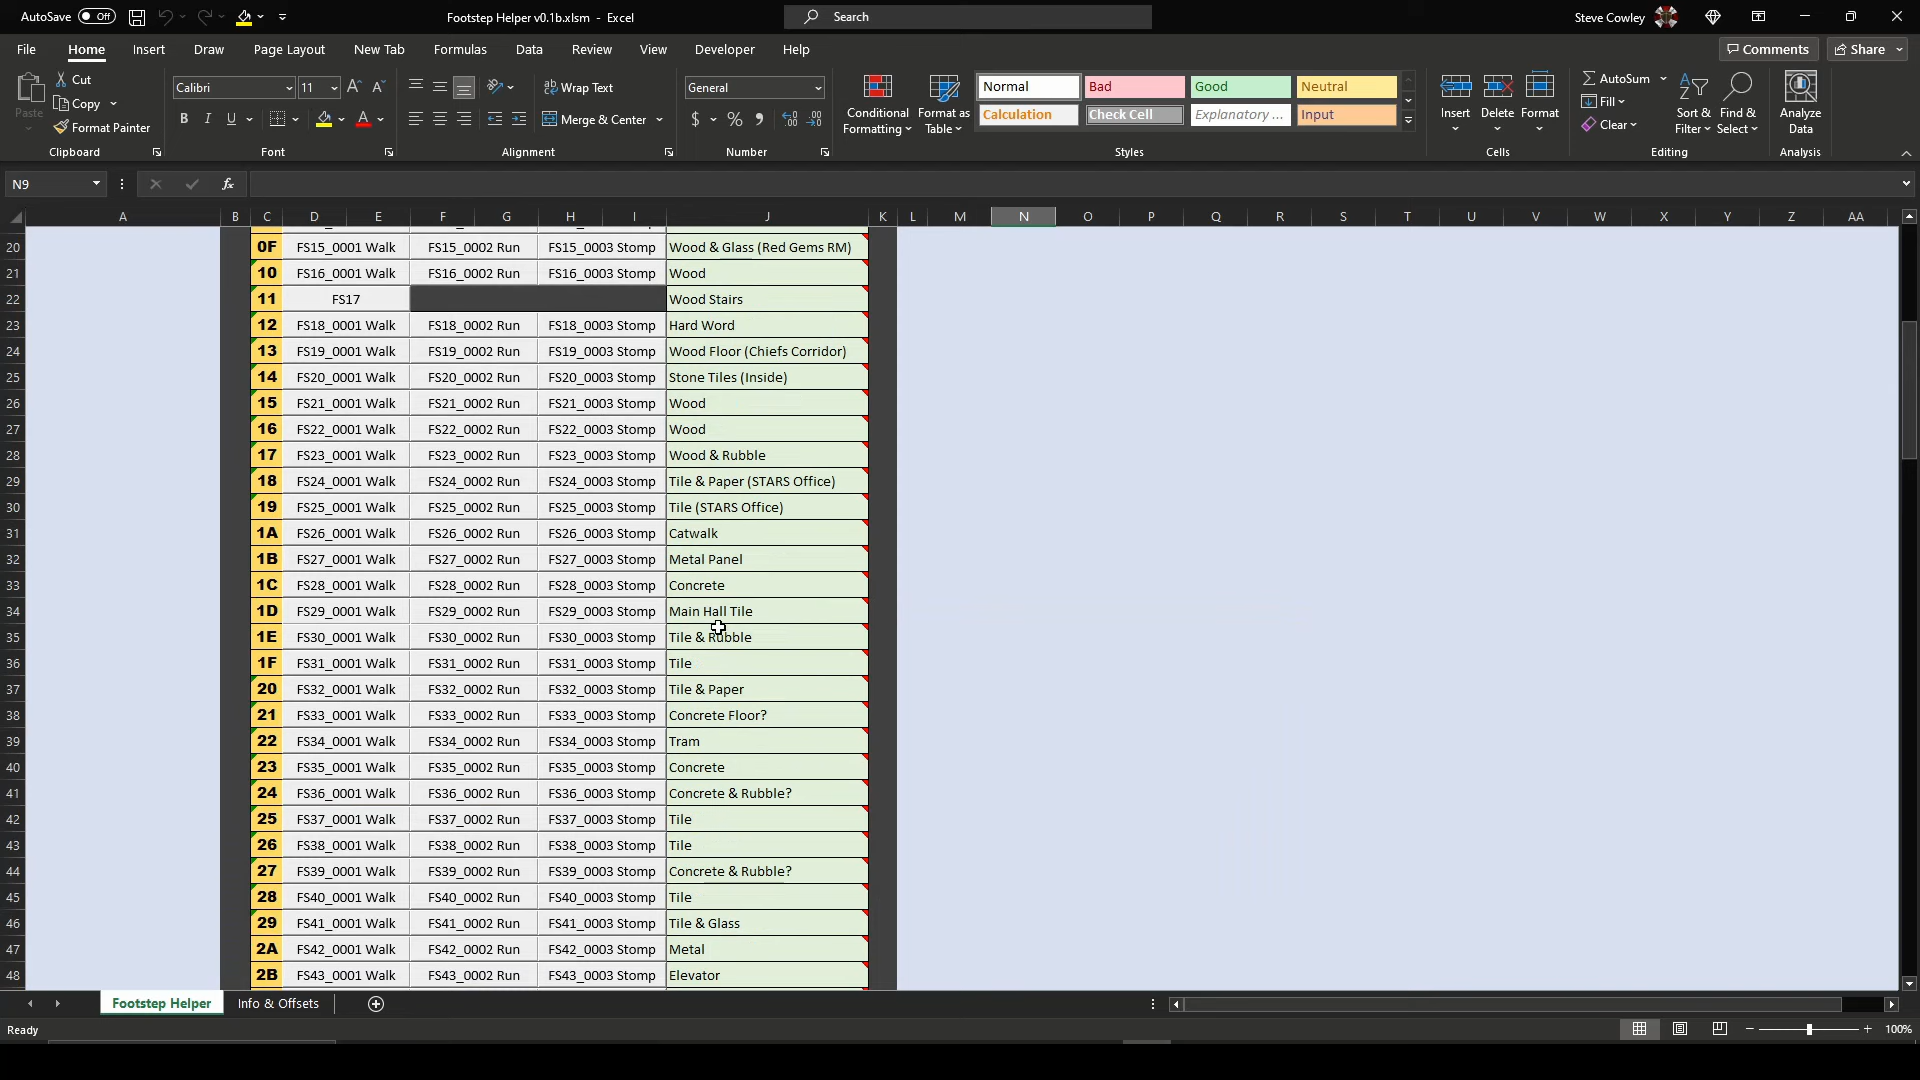 AutoSave Off Footstep Helper v0.1b.xlsm - Excel Search Steve Cowley
File Home Insert Draw Page Layout New Tab Formulas Data Review View Developer Help Comments Share
Paste Cut Copy Format Painter Clipboard
Calibri 11 B I U A A Font
Wrap Text Merge & Center Alignment
General $ % Number
Conditional Formatting Format as Table
Normal Bad Good Neutral
Calculation Check Cell Explanatory ... Input
Styles
Insert Delete Format Cells
AutoSum Fill Clear Sort & Filter Find & Select Editing
Analyze Data Analysis
N9 fx
A B C D E F G H I J K L M N O P Q R S T U V W X Y Z AA
20 0F FS15_0001 Walk FS15_0002 Run FS15_0003 Stomp Wood & Glass (Red Gems RM)
21 10 FS16_0001 Walk FS16_0002 Run FS16_0003 Stomp Wood
22 11 FS17 Wood Stairs
23 12 FS18_0001 Walk FS18_0002 Run FS18_0003 Stomp Hard Word
24 13 FS19_0001 Walk FS19_0002 Run FS19_0003 Stomp Wood Floor (Chiefs Corridor)
25 14 FS20_0001 Walk FS20_0002 Run FS20_0003 Stomp Stone Tiles (Inside)
26 15 FS21_0001 Walk FS21_0002 Run FS21_0003 Stomp Wood
27 16 FS22_0001 Walk FS22_0002 Run FS22_0003 Stomp Wood
28 17 FS23_0001 Walk FS23_0002 Run FS23_0003 Stomp Wood & Rubble
29 18 FS24_0001 Walk FS24_0002 Run FS24_0003 Stomp Tile & Paper (STARS Office)
30 19 FS25_0001 Walk FS25_0002 Run FS25_0003 Stomp Tile (STARS Office)
31 1A FS26_0001 Walk FS26_0002 Run FS26_0003 Stomp Catwalk
32 1B FS27_0001 Walk FS27_0002 Run FS27_0003 Stomp Metal Panel
33 1C FS28_0001 Walk FS28_0002 Run FS28_0003 Stomp Concrete
34 1D FS29_0001 Walk FS29_0002 Run FS29_0003 Stomp Main Hall Tile
35 1E FS30_0001 Walk FS30_0002 Run FS30_0003 Stomp Tile & Rubble
36 1F FS31_0001 Walk FS31_0002 Run FS31_0003 Stomp Tile
37 20 FS32_0001 Walk FS32_0002 Run FS32_0003 Stomp Tile & Paper
38 21 FS33_0001 Walk FS33_0002 Run FS33_0003 Stomp Concrete Floor?
39 22 FS34_0001 Walk FS34_0002 Run FS34_0003 Stomp Tram
40 23 FS35_0001 Walk FS35_0002 Run FS35_0003 Stomp Concrete
41 24 FS36_0001 Walk FS36_0002 Run FS36_0003 Stomp Concrete & Rubble?
42 25 FS37_0001 Walk FS37_0002 Run FS37_0003 Stomp Tile
43 26 FS38_0001 Walk FS38_0002 Run FS38_0003 Stomp Tile
44 27 FS39_0001 Walk FS39_0002 Run FS39_0003 Stomp Concrete & Rubble?
45 28 FS40_0001 Walk FS40_0002 Run FS40_0003 Stomp Tile
46 29 FS41_0001 Walk FS41_0002 Run FS41_0003 Stomp Tile & Glass
47 2A FS42_0001 Walk FS42_0002 Run FS42_0003 Stomp Metal
48 2B FS43_0001 Walk FS43_0002 Run FS43_0003 Stomp Elevator
Footstep Helper Info & Offsets
Ready 100%